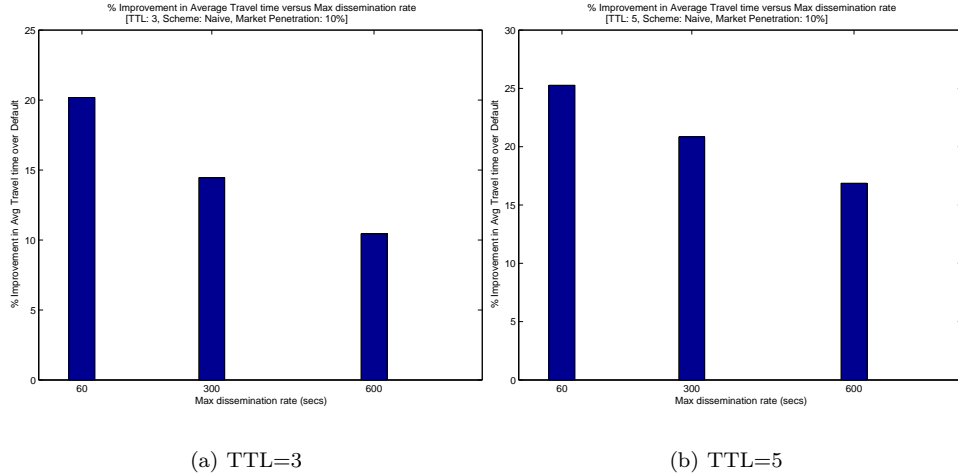 % Improvement in Average Travel time versus Max dissemination rate
[TTL: 3, Scheme: Naive, Market Penetration: 10%]
25
20
15
10
5
0
% Improvement in Avg Travel time over Default
60 300 600
Max dissemination rate (secs)
(a) TTL=3
% Improvement in Average Travel time versus Max dissemination rate
[TTL: 5, Scheme: Naive, Market Penetration: 10%]
30
25
20
15
10
5
0
% Improvement in Avg Travel time over Default
60 300 600
Max dissemination rate (secs)
(b) TTL=5